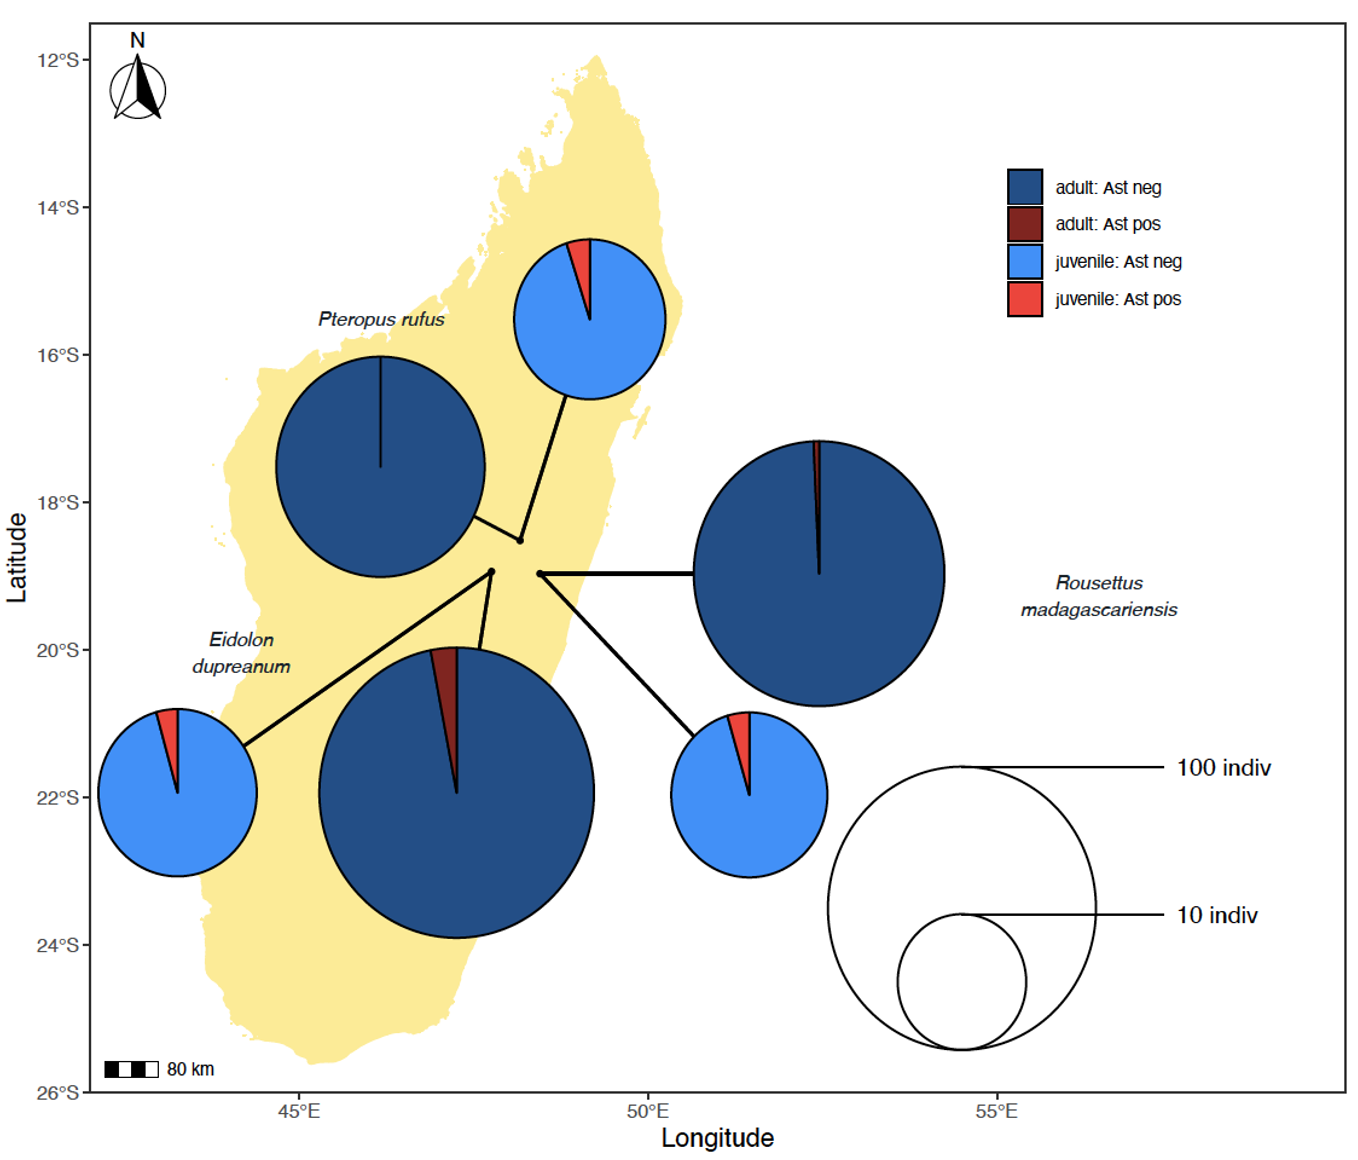 N
12°S
14°S
16°S
18°S
20°S
22°S
24°S
26°S
Latitude
adult: Ast neg
adult: Ast pos
juvenile: Ast neg
juvenile: Ast pos
Pteropus rufus
Rousettus
madagascariensis
Eidolon
dupreanum
100 indiv
10 indiv
80 km
45°E
50°E
55°E
Longitude